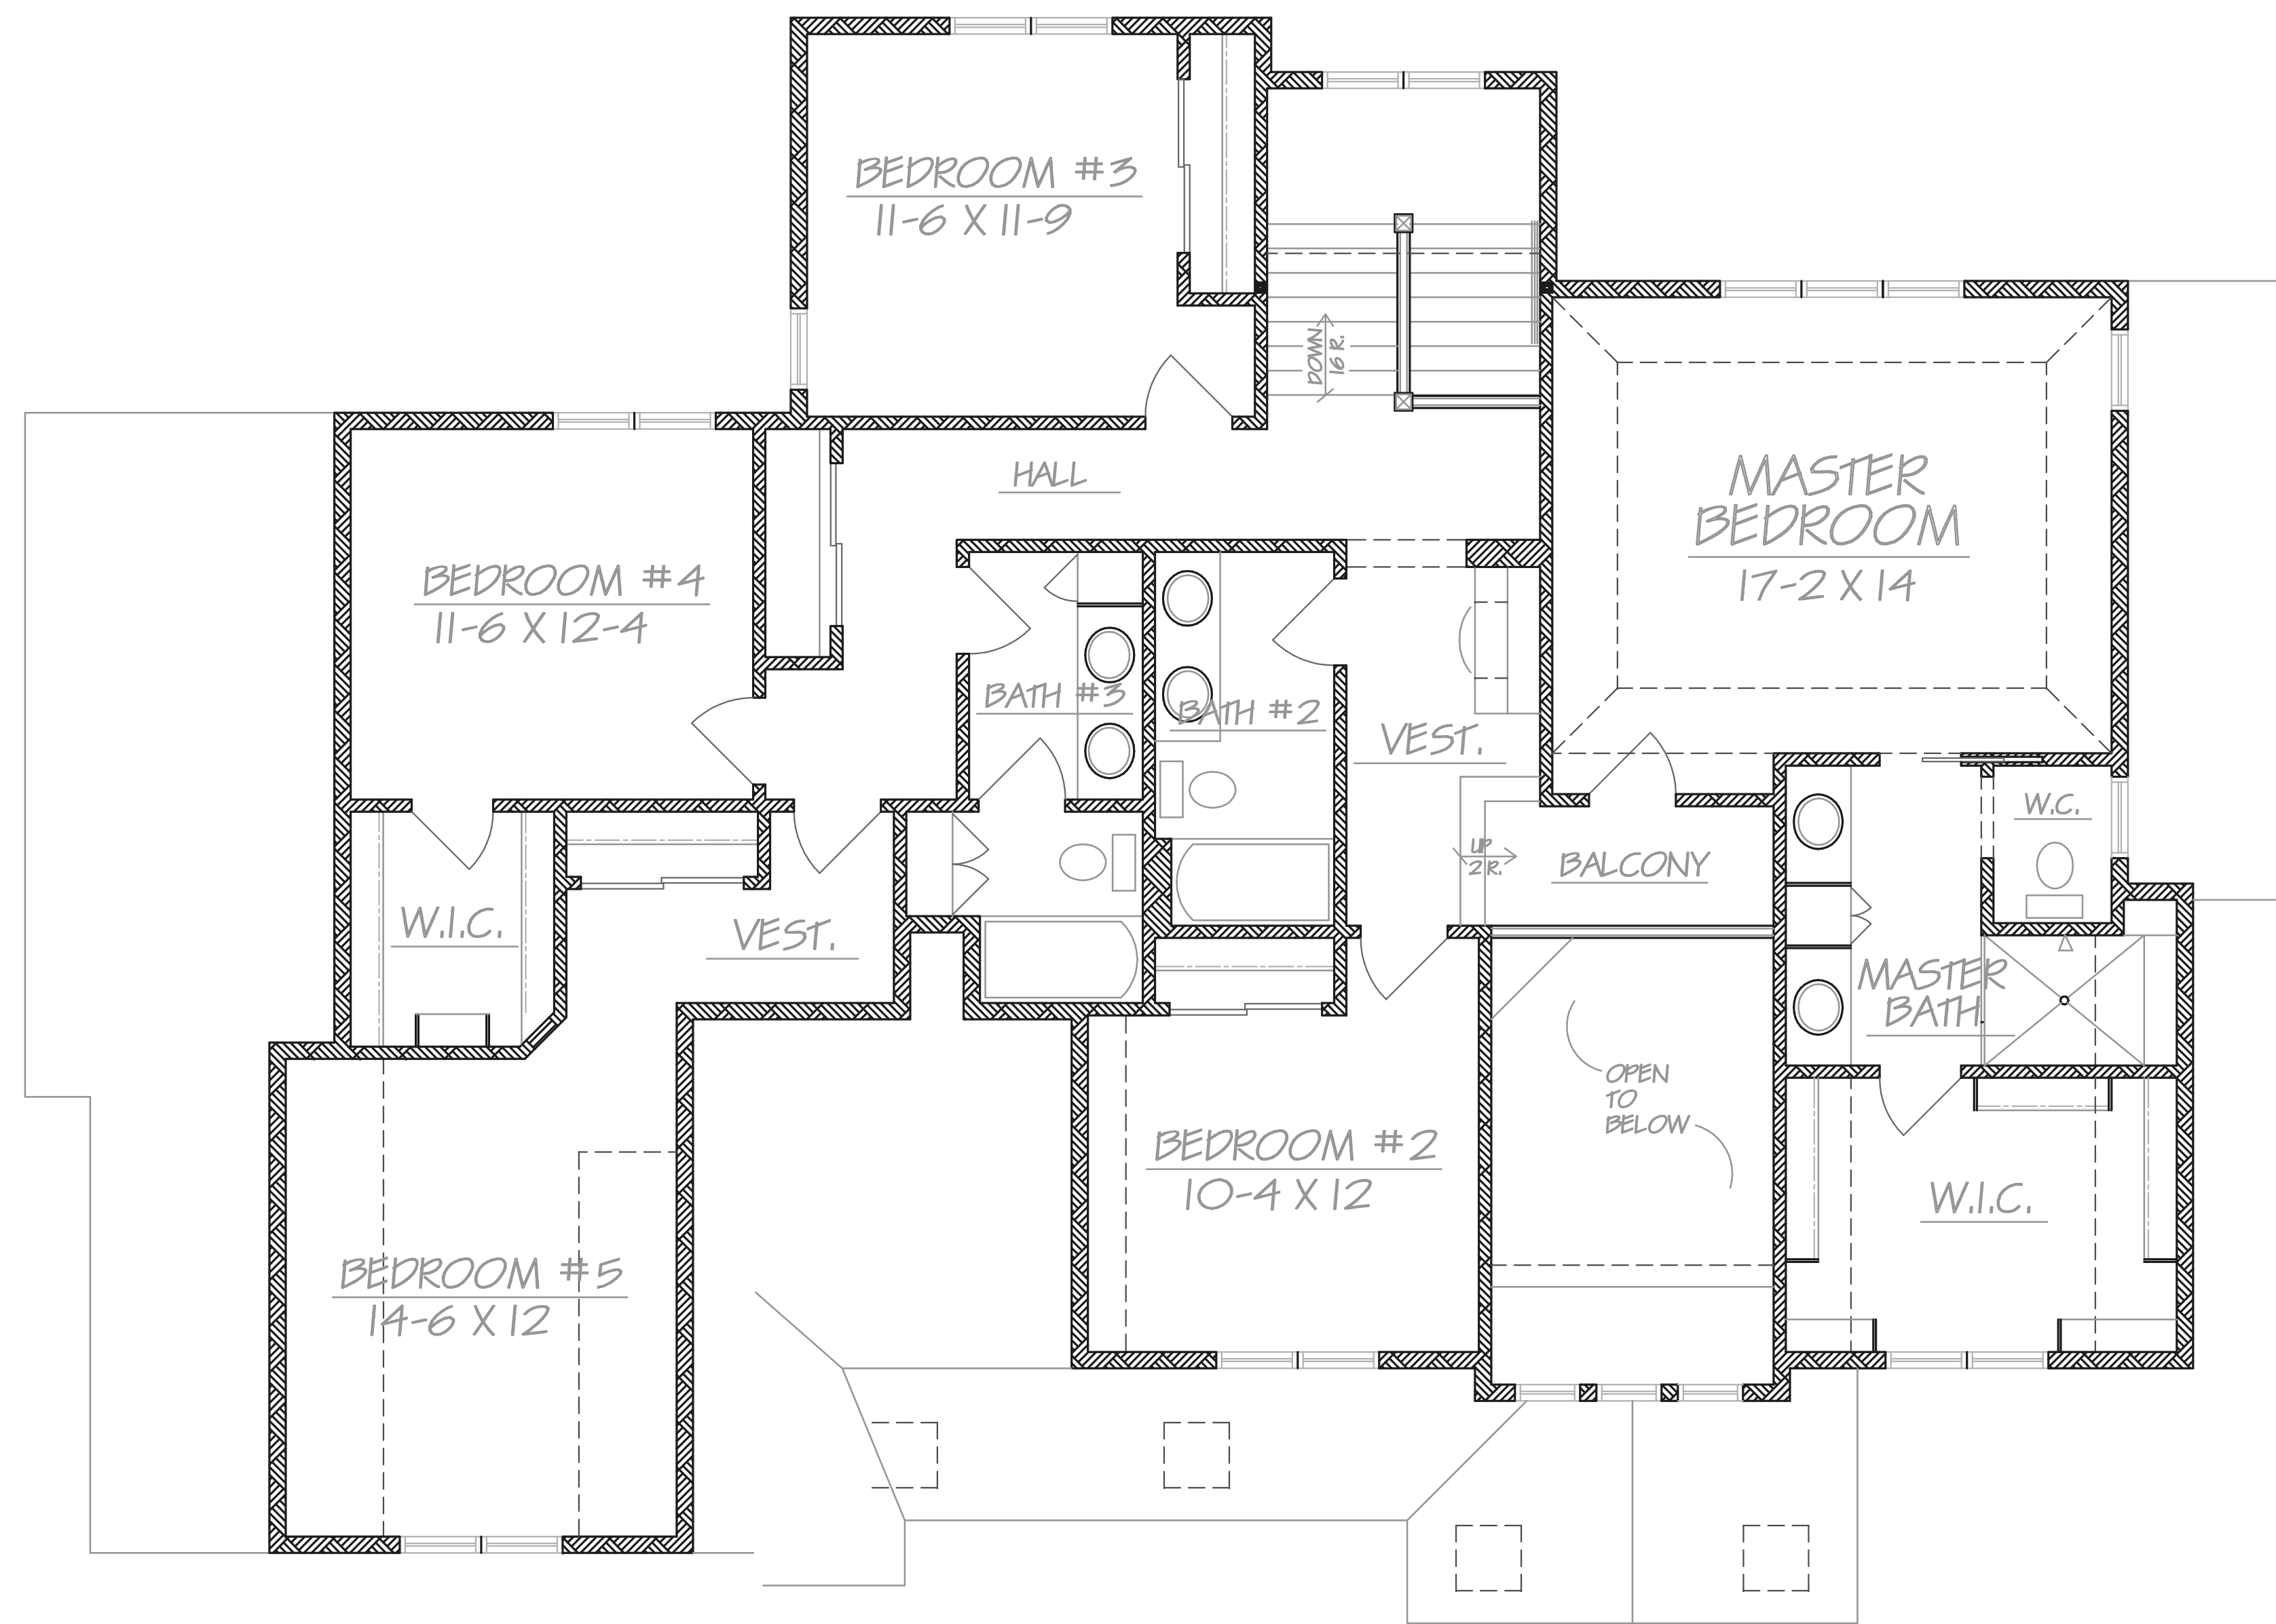 BEDROOM #3
11-6 X 11-9
DOWN
16 R.
HALL
MASTER
BEDROOM
17-2 X 14
BEDROOM #4
11-6 X 12-4
BATH #3
BATH #2
VEST.
W.C.
UP
2 R.
BALCONY
W.I.C.
VEST.
MASTER
BATH.
OPEN
TO
BELOW
BEDROOM #2
10-4 X 12
W.I.C.
BEDROOM #5
14-6 X 12